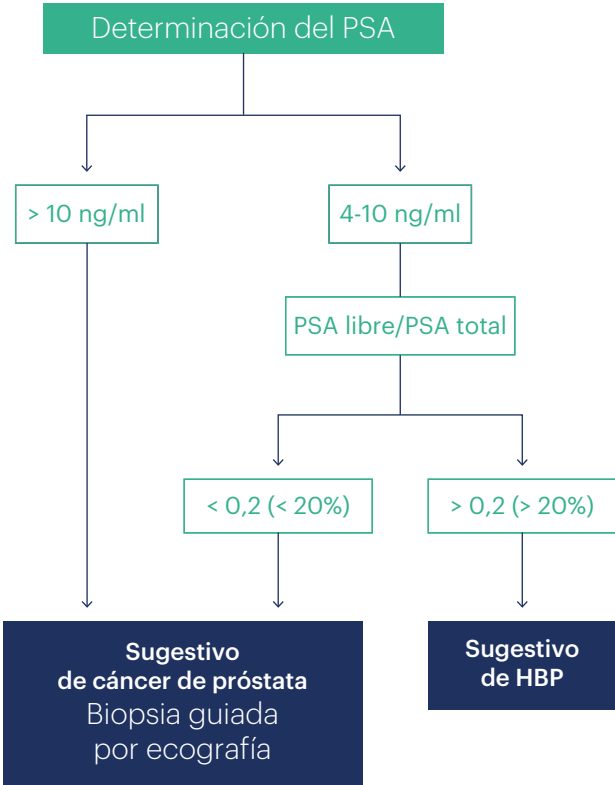 Determinación del PSA
> 10 ng/ml
4-10 ng/ml
PSA libre/PSA total
< 0,2 (< 20%)
> 0,2 (> 20%)
Sugestivo
de cáncer de próstata
Biopsia guiada
por ecografía
Sugestivo
de HBP